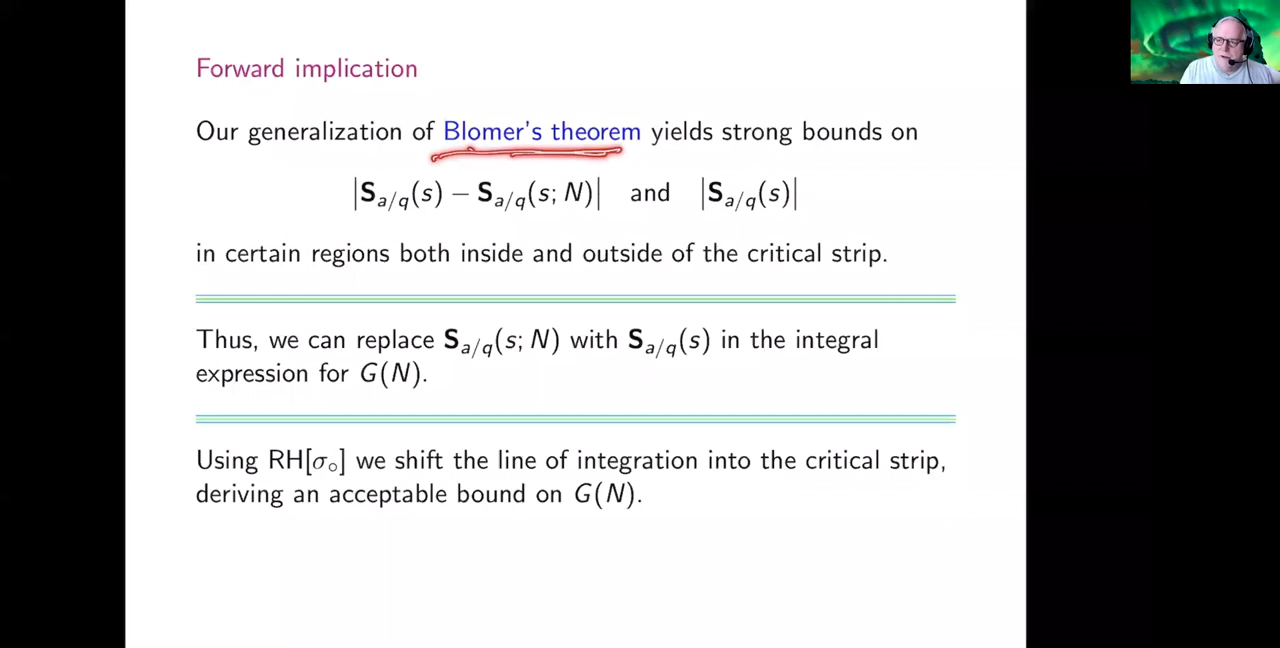 Forward implication
Our generalization of Blomer's theorem yields strong bounds on
|S_{a/q}(s) − S_{a/q}(s; N)| and |S_{a/q}(s)|
in certain regions both inside and outside of the critical strip.
Thus, we can replace S_{a/q}(s; N) with S_{a/q}(s) in the integral
expression for G(N).
Using RH[σ_∘] we shift the line of integration into the critical strip,
deriving an acceptable bound on G(N).